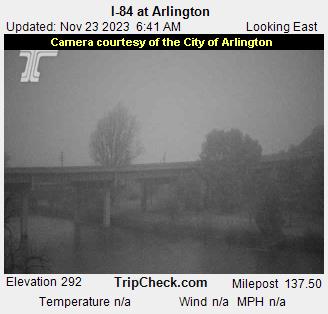 I-84 at Arlington
Updated: Nov 23 2023 6:41 AM Looking East
Camera courtesy of the City of Arlington
Elevation 292 TripCheck.com Milepost 137.50
Temperature n/a Wind n/a MPH n/a